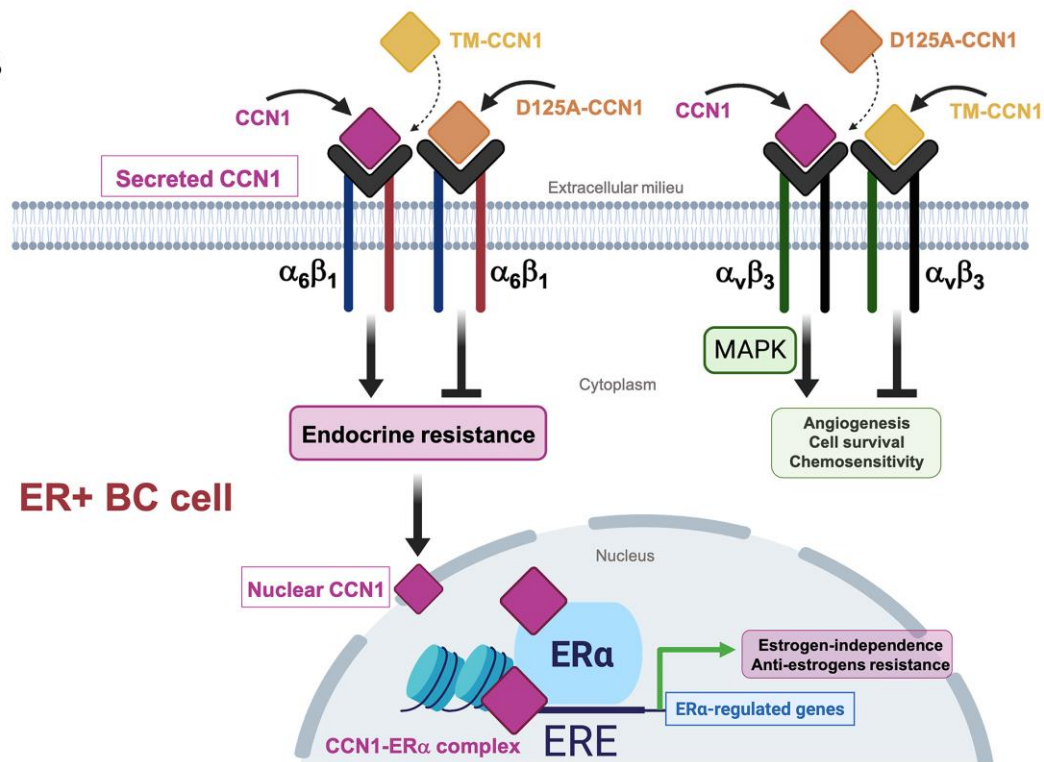 TM-CCN1
D125A-CCN1
CCN1
D125A-CCN1
CCN1
TM-CCN1
Secreted CCN1
Extracellular milieu
α6β1
α6β1
αvβ3
αvβ3
MAPK
Cytoplasm
Endocrine resistance
Angiogenesis
Cell survival
Chemosensitivity
ER+ BC cell
Nucleus
Nuclear CCN1
ERα
Estrogen-independence
Anti-estrogens resistance
ERα-regulated genes
CCN1-ERα complex
ERE